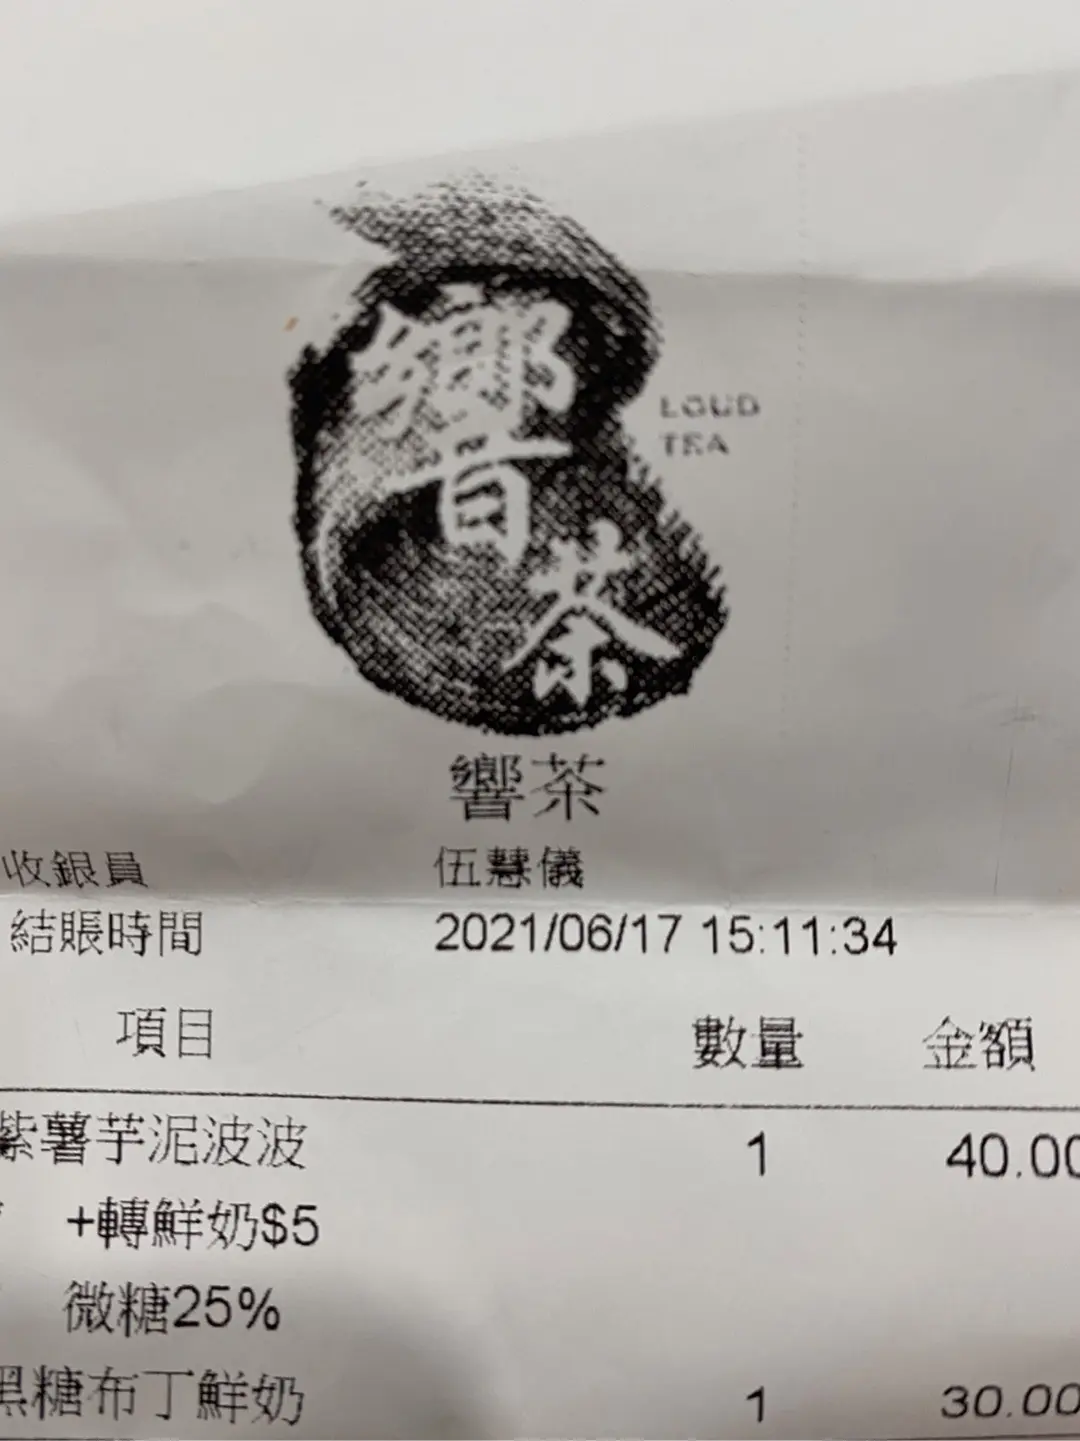 響茶
LOUD
TEA
響茶
收銀員 伍慧儀
結賬時間 2021/06/17 15:11:34
項目 數量 金額
紫薯芋泥波波 1 40.00
+轉鮮奶$5
微糖25%
黑糖布丁鮮奶 1 30.00